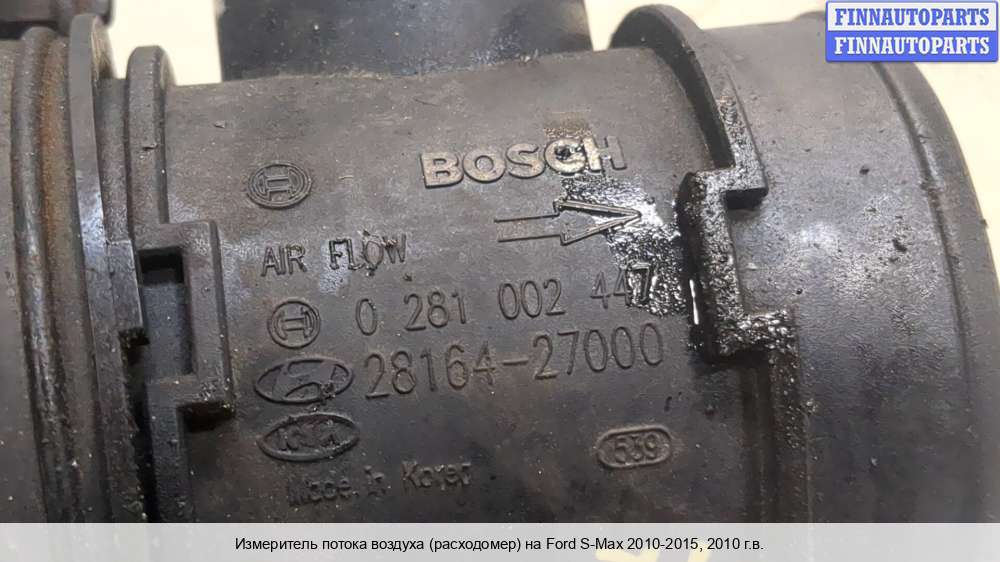 FINNAUTOPARTS
FINNAUTOPARTS
BOSCH
AIR FLOW
0 281 002 447
28164-27000
KIA
539
Made in Korea
Измеритель потока воздуха (расходомер) на Ford S-Max 2010-2015, 2010 г.в.